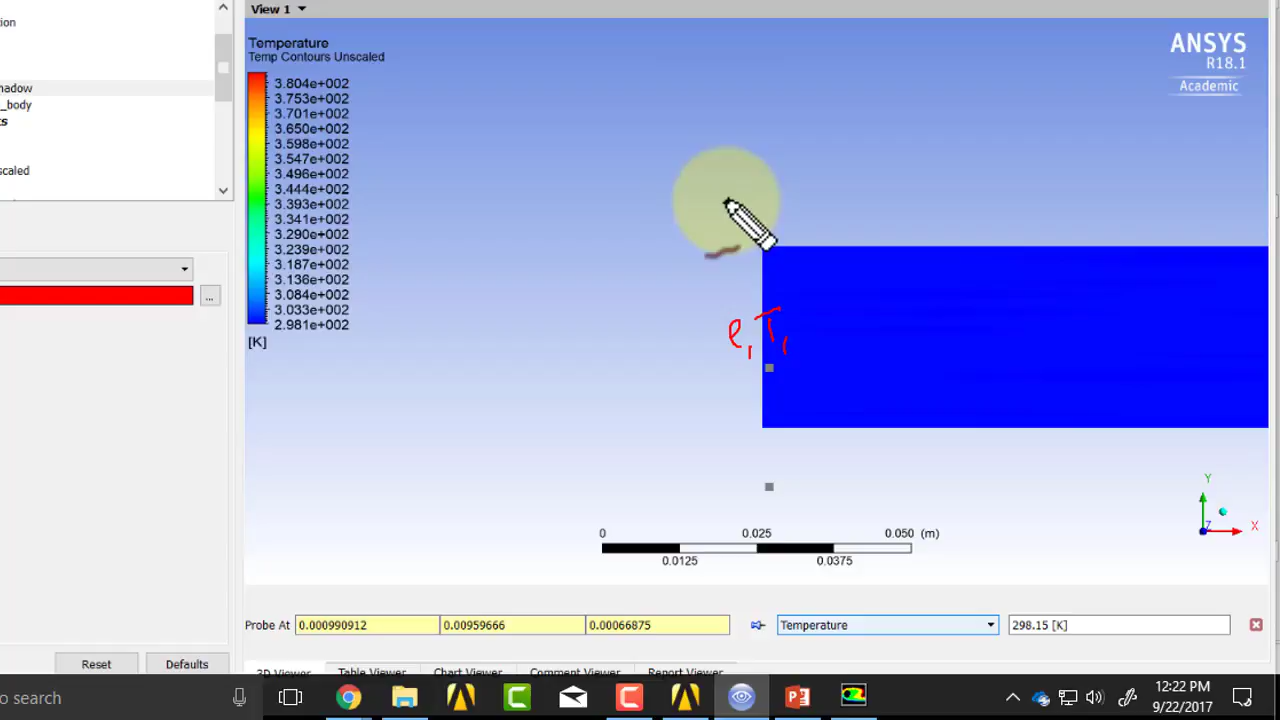 View 1
tion
Temperature
Temp Contours Unscaled
ANSYS
R18.1
Academic
3.804e+002
3.753e+002
3.701e+002
3.650e+002
3.598e+002
3.547e+002
3.496e+002
3.444e+002
3.393e+002
3.341e+002
3.290e+002
3.239e+002
3.187e+002
3.136e+002
3.084e+002
3.033e+002
2.981e+002
[K]
hadow
_body
ts
scaled
...
T1
0 0.025 0.050 (m)
0.0125 0.0375
Y
X
Z
Probe At 0.000990912 0.00959666 0.00066875 Temperature 298.15 [K]
Reset Defaults
3D Viewer Table Viewer Chart Viewer Comment Viewer Report Viewer
o search
12:22 PM
9/22/2017